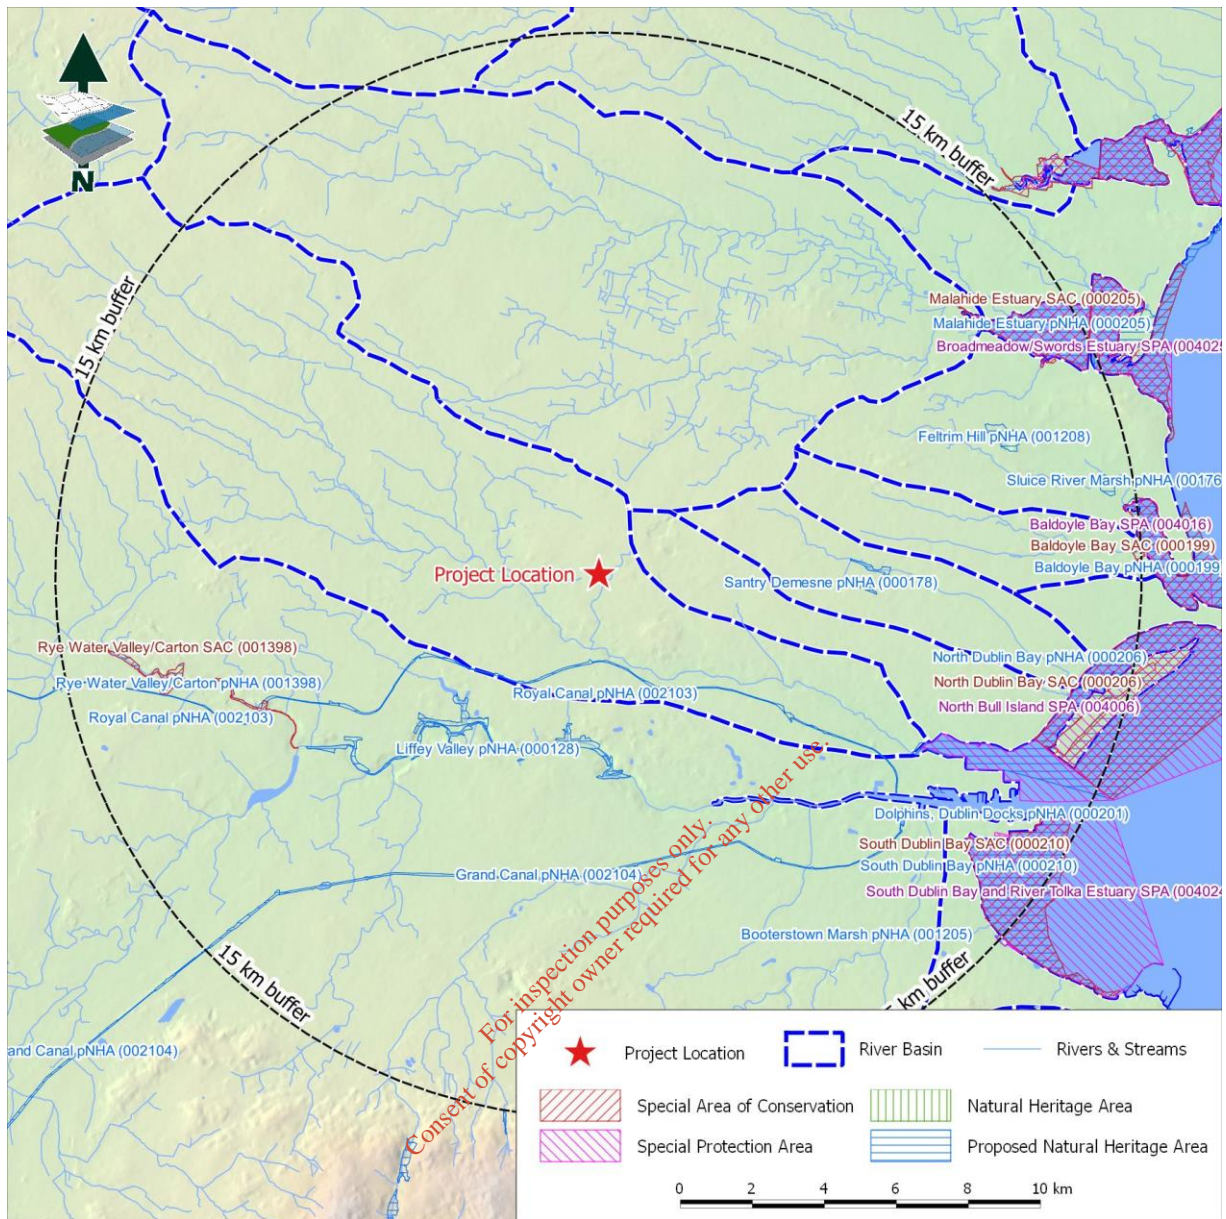 N
15 km buffer
15 km buffer
Malahide Estuary SAC (000205)
Malahide Estuary pNHA (000205)
Broadmeadow/Swords Estuary SPA (004025
Feltrim Hill pNHA (001208)
Sluice River Marsh pNHA (00176
Baldoyle Bay SPA (004016)
Baldoyle Bay SAC (000199)
Baldoyle Bay pNHA (000199)
Project Location
Santry Demesne pNHA (000178)
Rye Water Valley/Carton SAC (001398)
North Dublin Bay pNHA (000206)
Rye Water Valley/Carton pNHA (001398)
North Dublin Bay SAC (000206)
Royal Canal pNHA (002103)
North Bull Island SPA (004006)
Royal Canal pNHA (002103)
Liffey Valley pNHA (000128)
Dolphins, Dublin Docks pNHA (000201)
South Dublin Bay SAC (000210)
South Dublin Bay pNHA (000210)
Grand Canal pNHA (002104)
South Dublin Bay and River Tolka Estuary SPA (004024
Booterstown Marsh pNHA (001205)
15 km buffer
km buffer
and Canal pNHA (002104)
For inspection purposes only.
Consent of copyright owner required for any other use.
Project Location
River Basin
Rivers & Streams
Special Area of Conservation
Natural Heritage Area
Special Protection Area
Proposed Natural Heritage Area
0 2 4 6 8 10 km